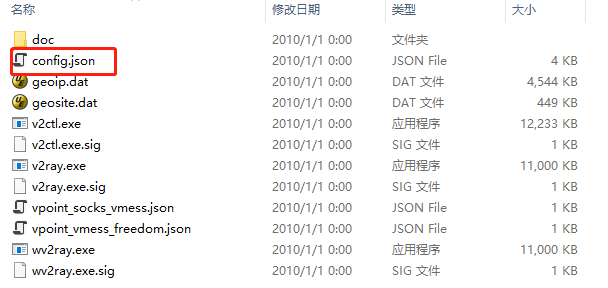 名称 修改日期 类型 大小
doc 2010/1/1 0:00 文件夹
config.json 2010/1/1 0:00 JSON File 4 KB
geoip.dat 2010/1/1 0:00 DAT 文件 4,544 KB
geosite.dat 2010/1/1 0:00 DAT 文件 449 KB
v2ctl.exe 2010/1/1 0:00 应用程序 12,233 KB
v2ctl.exe.sig 2010/1/1 0:00 SIG 文件 1 KB
v2ray.exe 2010/1/1 0:00 应用程序 11,000 KB
v2ray.exe.sig 2010/1/1 0:00 SIG 文件 1 KB
vpoint_socks_vmess.json 2010/1/1 0:00 JSON File 1 KB
vpoint_vmess_freedom.json 2010/1/1 0:00 JSON File 1 KB
wv2ray.exe 2010/1/1 0:00 应用程序 11,000 KB
wv2ray.exe.sig 2010/1/1 0:00 SIG 文件 1 KB